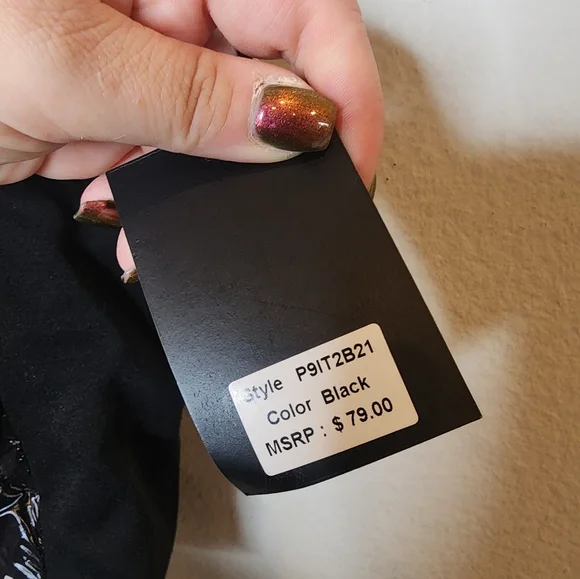 Style P9IT2B21
Color Black
MSRP : $ 79.00